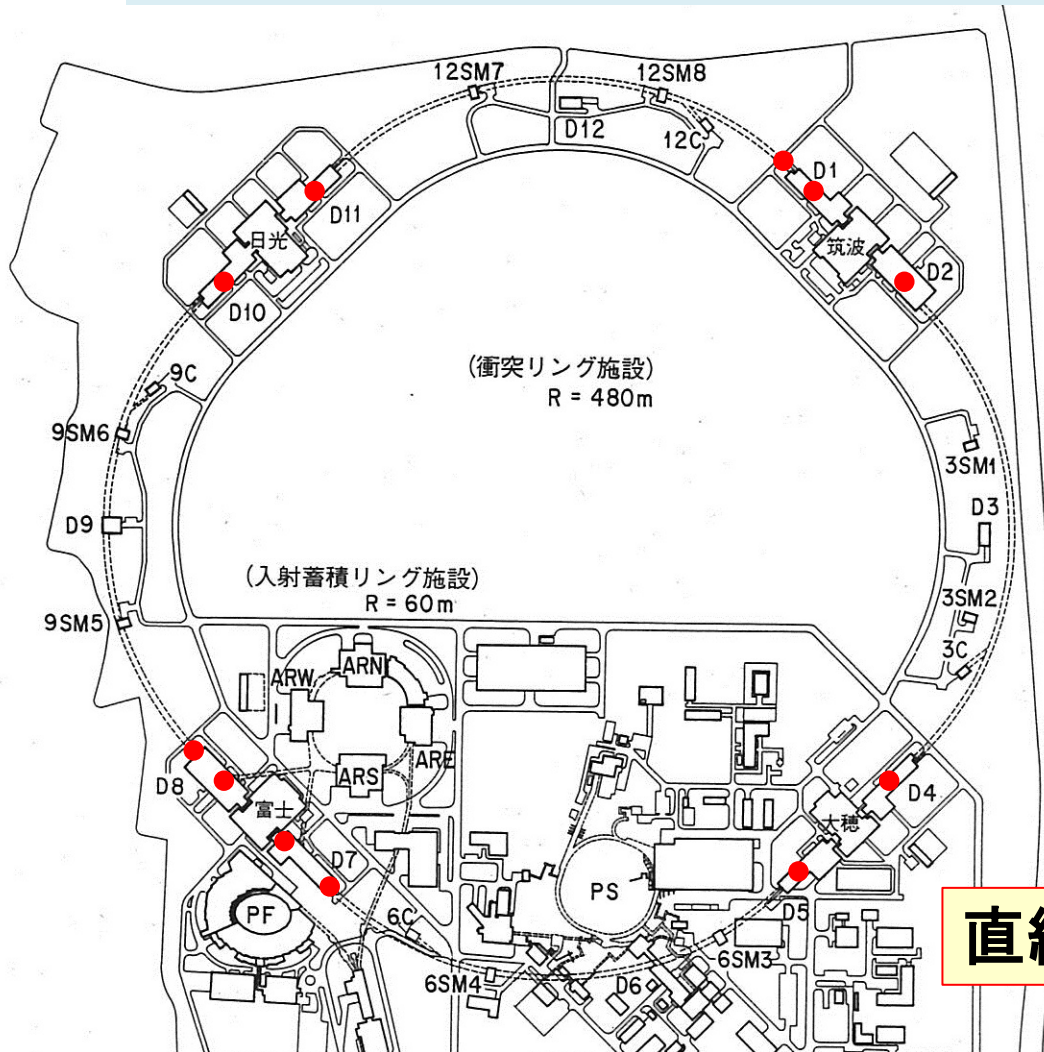 12SM7
12SM8
D12
12C
D1
D11
日光
筑波
D2
D10
(衝突リング施設)
R = 480m
9C
9SM6
3SM1
D9
D3
(入射蓄積リング施設)
R = 60m
9SM5
3SM2
3C
ARW
ARN
ARE
ARS
D8
D4
富士
大穂
D7
PF
PS
D5
6C
6SM3
6SM4
D6
直